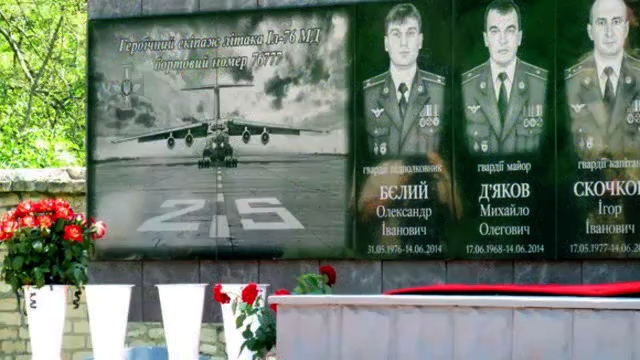 Героїчний екіпаж літака Іл-76 МД
бортовий номер 76777
25
гвардії підполковник
БЄЛИЙ
Олександр
Іванович
31.05.1976-14.06.2014
гвардії майор
Д'ЯКОВ
Михайло
Олегович
17.06.1968-14.06.2014
гвардії капітан
СКОЧКОВ
Ігор
Іванович
17.05.1977-14.06.2014